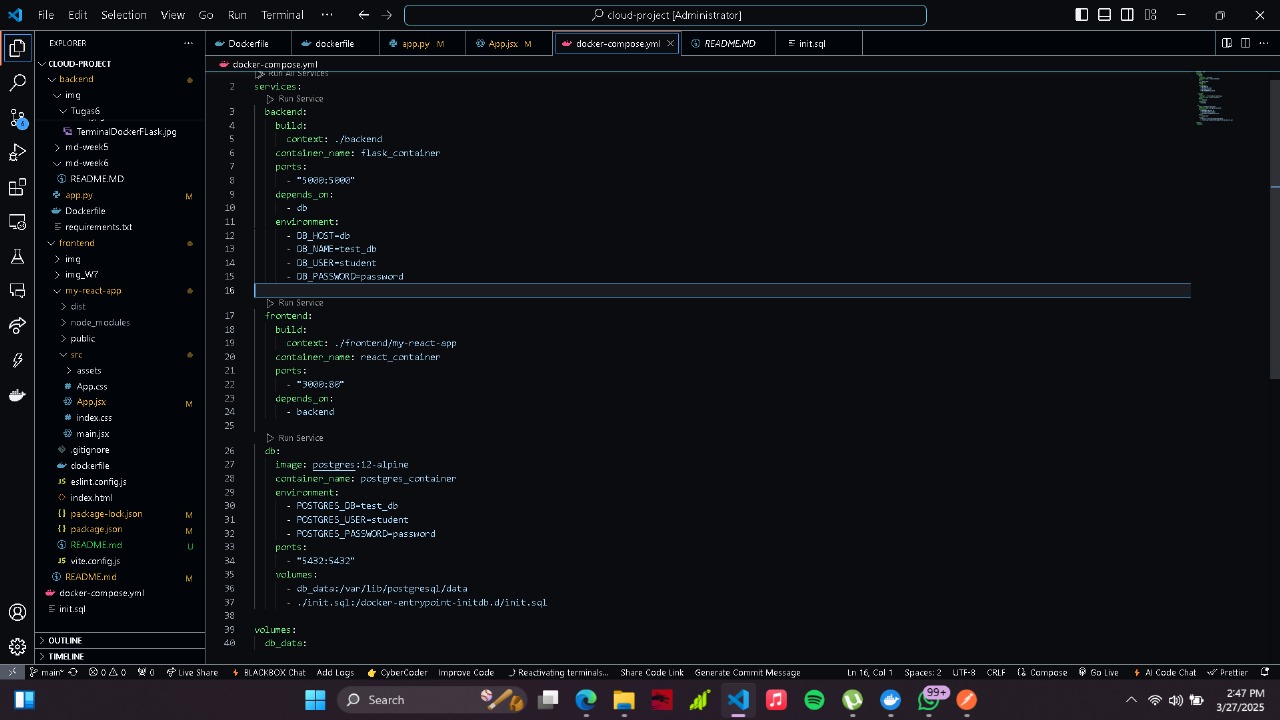 File Edit Selection View Go Run Terminal ··· cloud-project [Administrator]
EXPLORER ···
Dockerfile dockerfile app.py M App.jsx M docker-compose.yml README.MD init.sql ···
CLOUD-PROJECT
backend
img
Tugas6
TerminalDockerFLask.jpg
md-week5
md-week6
README.MD
app.py M
Dockerfile
requirements.txt
frontend
img
img_W7
my-react-app
dist
node_modules
public
src
assets
App.css
App.jsx M
index.css
main.jsx
.gitignore
dockerfile
eslint.config.js
index.html
package-lock.json M
package.json M
README.md U
vite.config.js
README.md M
docker-compose.yml
init.sql
OUTLINE
TIMELINE
docker-compose.yml
Run All Services
2 services:
Run Service
3 backend:
4 build:
5 context: ./backend
6 container_name: flask_container
7 ports:
8 - "5000:5000"
9 depends_on:
10 - db
11 environment:
12 - DB_HOST=db
13 - DB_NAME=test_db
14 - DB_USER=student
15 - DB_PASSWORD=password
16
Run Service
17 frontend:
18 build:
19 context: ./frontend/my-react-app
20 container_name: react_container
21 ports:
22 - "3000:80"
23 depends_on:
24 - backend
25
Run Service
26 db:
27 image: postgres:12-alpine
28 container_name: postgres_container
29 environment:
30 - POSTGRES_DB=test_db
31 - POSTGRES_USER=student
32 - POSTGRES_PASSWORD=password
33 ports:
34 - "5432:5432"
35 volumes:
36 - db_data:/var/lib/postgresql/data
37 - ./init.sql:/docker-entrypoint-initdb.d/init.sql
38
39 volumes:
40 db_data:
main* 0 0 0 Live Share BLACKBOX Chat Add Logs CyberCoder Improve Code Reactivating terminals... Share Code Link Generate Commit Message Ln 16, Col 1 Spaces: 2 UTF-8 CRLF Compose Go Live AI Code Chat Prettier
Search 99+ 2:47 PM
3/27/2025